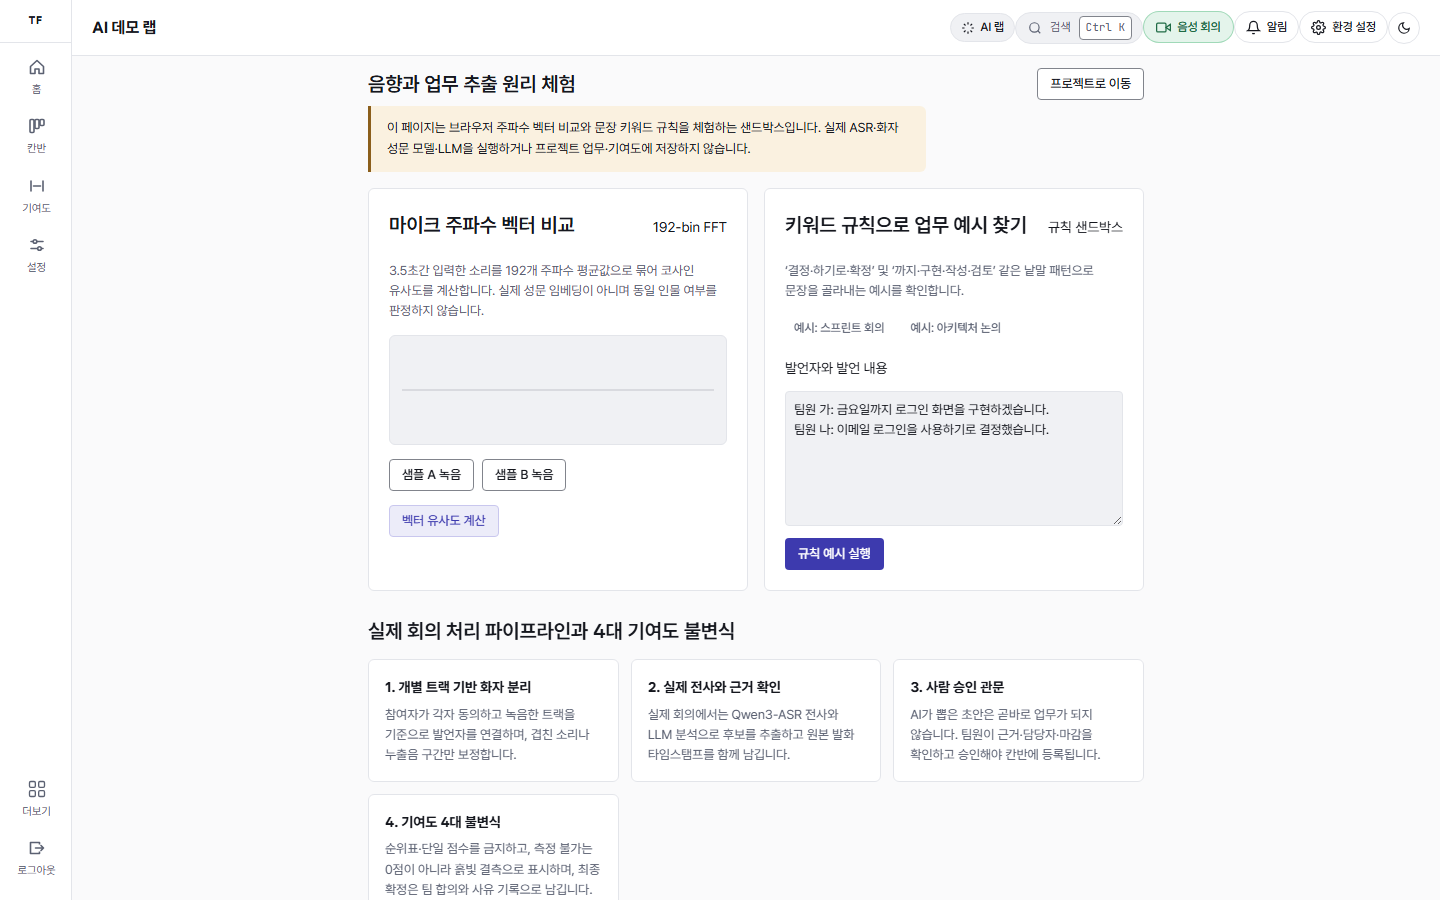 TF
AI 데모 랩
AI 랩
검색
Ctrl K
음성 회의
알림
환경 설정
홈
칸반
기여도
설정
더보기
로그아웃
음향과 업무 추출 원리 체험
프로젝트로 이동
이 페이지는 브라우저 주파수 벡터 비교와 문장 키워드 규칙을 체험하는 샌드박스입니다. 실제 ASR·화자
성문 모델·LLM을 실행하거나 프로젝트 업무·기여도에 저장하지 않습니다.
마이크 주파수 벡터 비교
192-bin FFT
3.5초간 입력한 소리를 192개 주파수 평균값으로 묶어 코사인
유사도를 계산합니다. 실제 성문 임베딩이 아니며 동일 인물 여부를
판정하지 않습니다.
샘플 A 녹음
샘플 B 녹음
벡터 유사도 계산
키워드 규칙으로 업무 예시 찾기
규칙 샌드박스
'결정·하기로·확정' 및 '까지·구현·작성·검토' 같은 낱말 패턴으로
문장을 골라내는 예시를 확인합니다.
예시: 스프린트 회의
예시: 아키텍처 논의
발언자와 발언 내용
팀원 가: 금요일까지 로그인 화면을 구현하겠습니다.
팀원 나: 이메일 로그인을 사용하기로 결정했습니다.
규칙 예시 실행
실제 회의 처리 파이프라인과 4대 기여도 불변식
1. 개별 트랙 기반 화자 분리
참여자가 각자 동의하고 녹음한 트랙을
기준으로 발언자를 연결하며, 겹친 소리나
누출음 구간만 보정합니다.
2. 실제 전사와 근거 확인
실제 회의에서는 Qwen3-ASR 전사와
LLM 분석으로 후보를 추출하고 원본 발화
타임스탬프를 함께 남깁니다.
3. 사람 승인 관문
AI가 뽑은 초안은 곧바로 업무가 되지
않습니다. 팀원이 근거·담당자·마감을
확인하고 승인해야 칸반에 등록됩니다.
4. 기여도 4대 불변식
순위표·단일 점수를 금지하고, 측정 불가는
0점이 아니라 흙빛 결측으로 표시하며, 최종
확정은 팀 합의와 사유 기록으로 남깁니다.